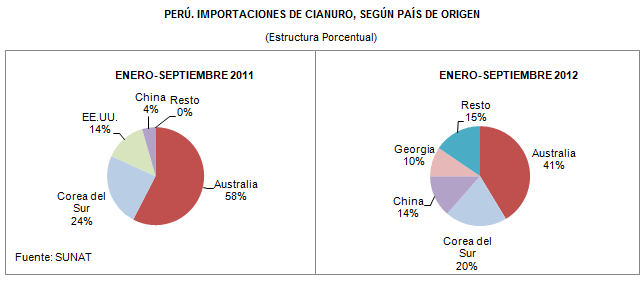 PERÚ. IMPORTACIONES DE CIANURO, SEGÚN PAÍS DE ORIGEN
(Estructura Porcentual)
ENERO-SEPTIEMBRE 2011
China
4%
Resto
0%
EE.UU.
14%
Australia
58%
Corea del
Sur
24%
Fuente: SUNAT
ENERO-SEPTIEMBRE 2012
Resto
15%
Georgia
10%
Australia
41%
China
14%
Corea del
Sur
20%